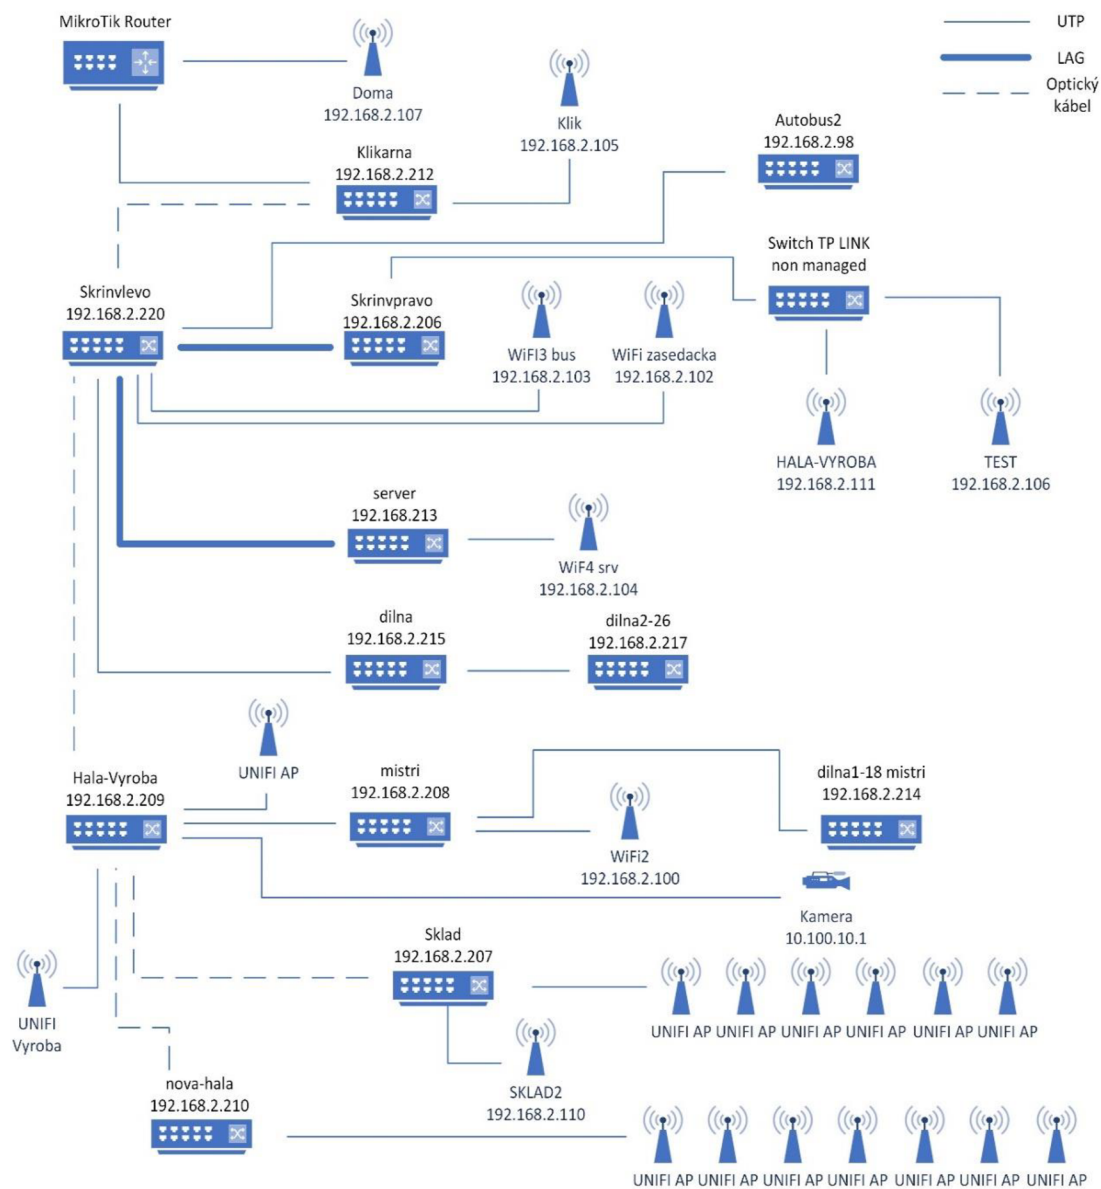 MikroTik Router
UTP
LAG
Optický
kábel
Doma
192.168.2.107
Klik
192.168.2.105
Autobus2
192.168.2.98
Klikarna
192.168.2.212
Switch TP LINK
non managed
Skrinvlevo
192.168.2.220
Skrinvpravo
192.168.2.206
WiFI3 bus
192.168.2.103
WiFi zasedacka
192.168.2.102
HALA-VYROBA
192.168.2.111
TEST
192.168.2.106
server
192.168.213
WiF4 srv
192.168.2.104
dilna
192.168.2.215
dilna2-26
192.168.2.217
UNIFI AP
Hala-Vyroba
192.168.2.209
mistri
192.168.2.208
dilna1-18 mistri
192.168.2.214
WiFi2
192.168.2.100
Kamera
10.100.10.1
Sklad
192.168.2.207
UNIFI
Vyroba
UNIFI AP UNIFI AP UNIFI AP UNIFI AP UNIFI AP UNIFI AP
SKLAD2
192.168.2.110
nova-hala
192.168.2.210
UNIFI AP UNIFI AP UNIFI AP UNIFI AP UNIFI AP UNIFI AP UNIFI AP